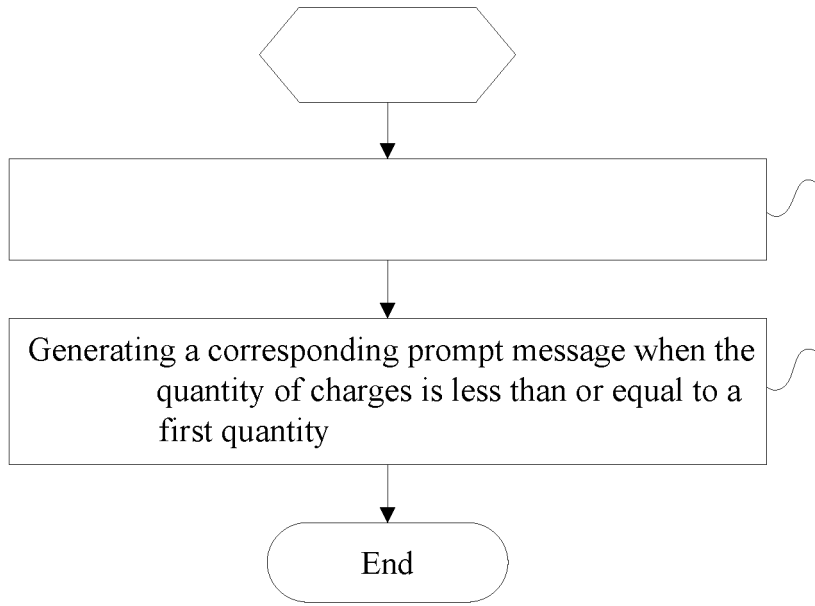 Generating a corresponding prompt message when the
quantity of charges is less than or equal to a
first quantity
End